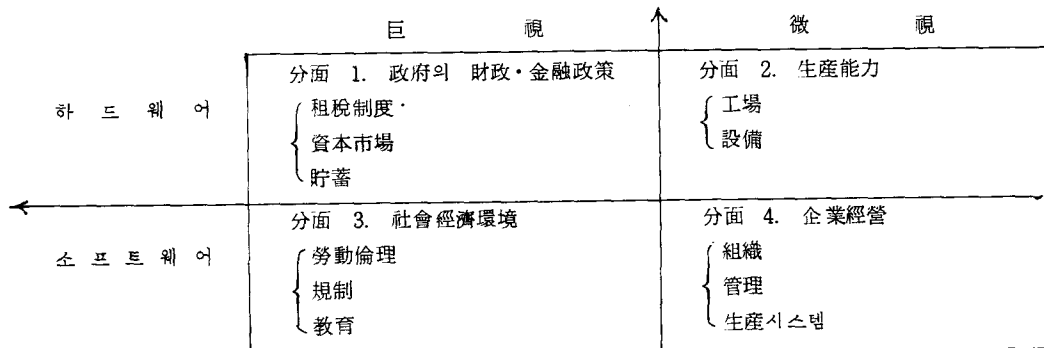 巨 視 微 視
하 드 웨 어
分面 1. 政府의 財政·金融政策
租稅制度·
資本市場
貯蓄
分面 2. 生産能力
工場
設備
소 프 트 웨 어
分面 3. 社會經濟環境
勞動倫理
規制
敎育
分面 4. 企業經營
組織
管理
生産시스템